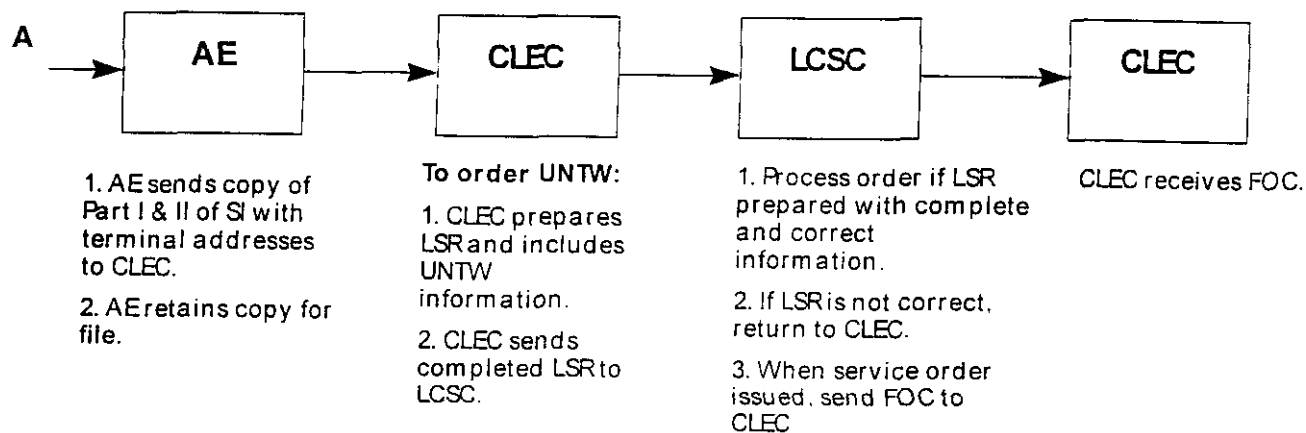 A
AE
CLEC
LCSC
CLEC
1. AE sends copy of
Part I & II of SI with
terminal addresses
to CLEC.
2. AE retains copy for
file.
To order UNTW:
1. CLEC prepares
LSR and includes
UNTW
information.
2. CLEC sends
completed LSR to
LCSC.
1. Process order if LSR
prepared with complete
and correct
information.
2. If LSR is not correct,
return to CLEC.
3. When service order
issued, send FOC to
CLEC
CLEC receives FOC.